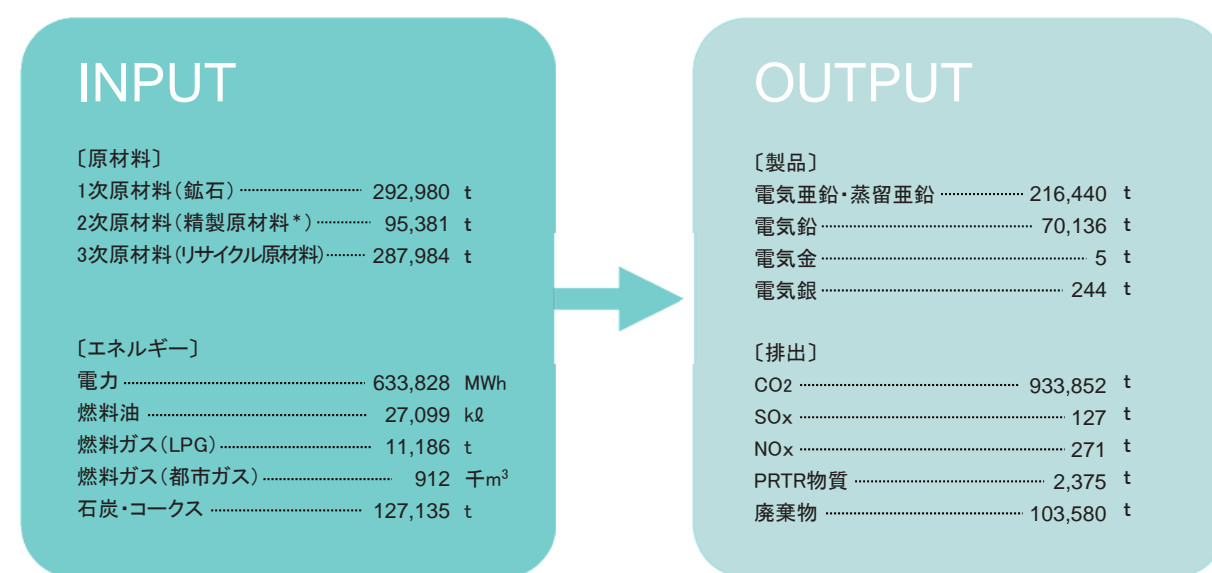 INPUT
〔原材料〕
1次原材料(鉱石) 292,980 t
2次原材料(精製原材料*) 95,381 t
3次原材料(リサイクル原材料) 287,984 t
〔エネルギー〕
電力 633,828 MWh
燃料油 27,099 kℓ
燃料ガス(LPG) 11,186 t
燃料ガス(都市ガス) 912 千m³
石炭・コークス 127,135 t
OUTPUT
〔製品〕
電気亜鉛・蒸留亜鉛 216,440 t
電気鉛 70,136 t
電気金 5 t
電気銀 244 t
〔排出〕
CO2 933,852 t
SOx 127 t
NOx 271 t
PRTR物質 2,375 t
廃棄物 103,580 t